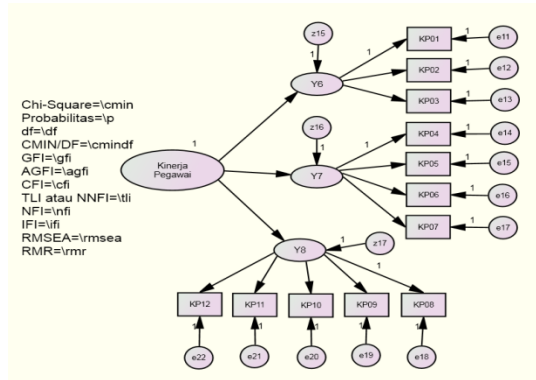 Chi-Square=\cmin
Probabilitas=\p
df=\df
CMIN/DF=\cmindf
GFI=\gfi
AGFI=\agfi
CFI=\cfi
TLI atau NNFI=\tli
NFI=\nfi
IFI=\ifi
RMSEA=\rmsea
RMR=\rmr
1
Kinerja
Pegawai
z15
1
Y6
1
KP01
1
e11
KP02
1
e12
KP03
1
e13
z16
1
Y7
1
KP04
1
e14
KP05
1
e15
KP06
1
e16
KP07
1
e17
Y8
1
z17
1
KP12
KP11
KP10
KP09
KP08
1
1
1
1
1
e22
e21
e20
e19
e18